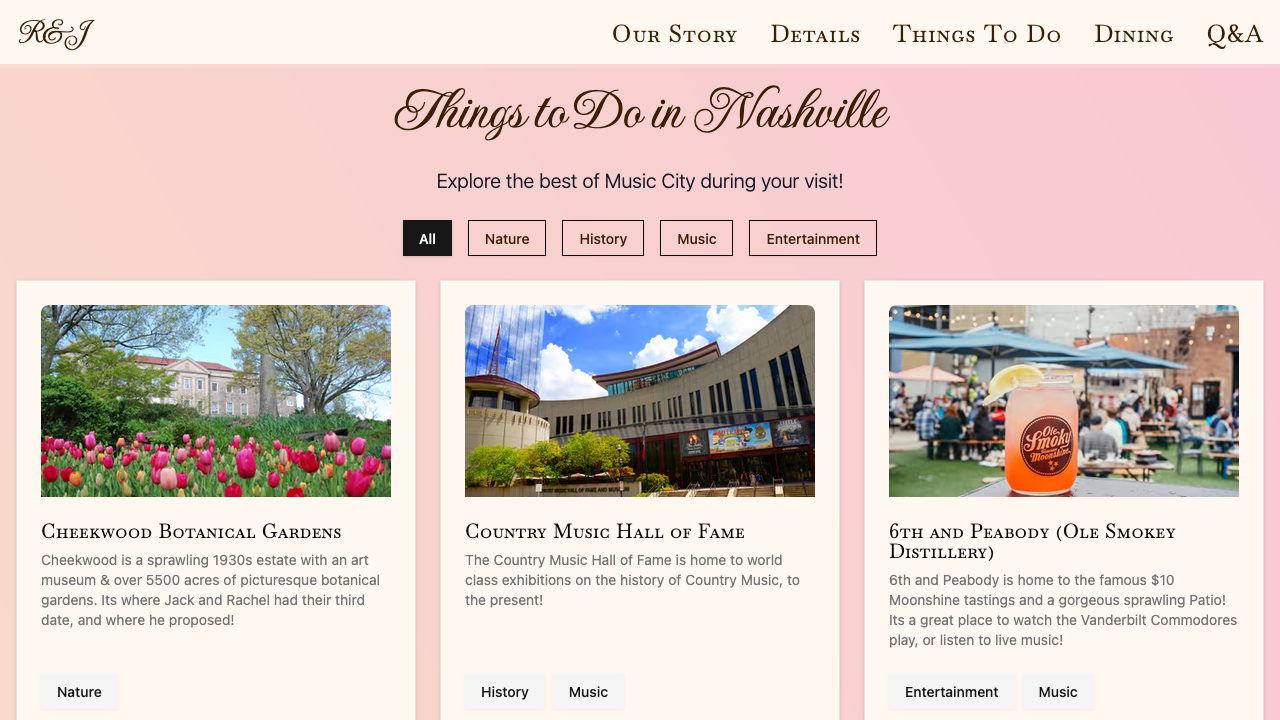 R&J
Our Story Details Things To Do Dining Q&A
Things to Do in Nashville
Explore the best of Music City during your visit!
All Nature History Music Entertainment
Ole Smoky
Moonshine
Cheekwood Botanical Gardens
Cheekwood is a sprawling 1930s estate with an art
museum & over 5500 acres of picturesque botanical
gardens. Its where Jack and Rachel had their third
date, and where he proposed!
Nature
Country Music Hall of Fame
The Country Music Hall of Fame is home to world
class exhibitions on the history of Country Music, to
the present!
History Music
6th and Peabody (Ole Smokey
Distillery)
6th and Peabody is home to the famous $10
Moonshine tastings and a gorgeous sprawling Patio!
Its a great place to watch the Vanderbilt Commodores
play, or listen to live music!
Entertainment Music